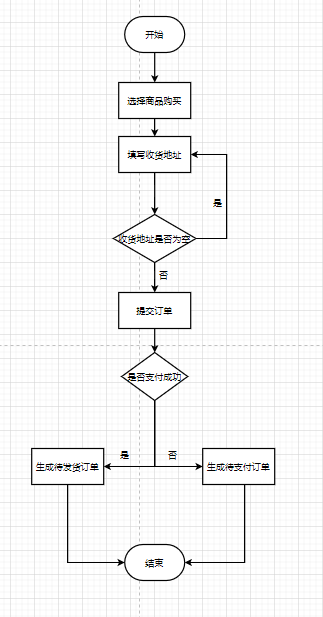 开始
选择商品购买
填写收货地址
是
收货地址是否为空
否
提交订单
是否支付成功
是
否
生成待发货订单
生成待支付订单
结束